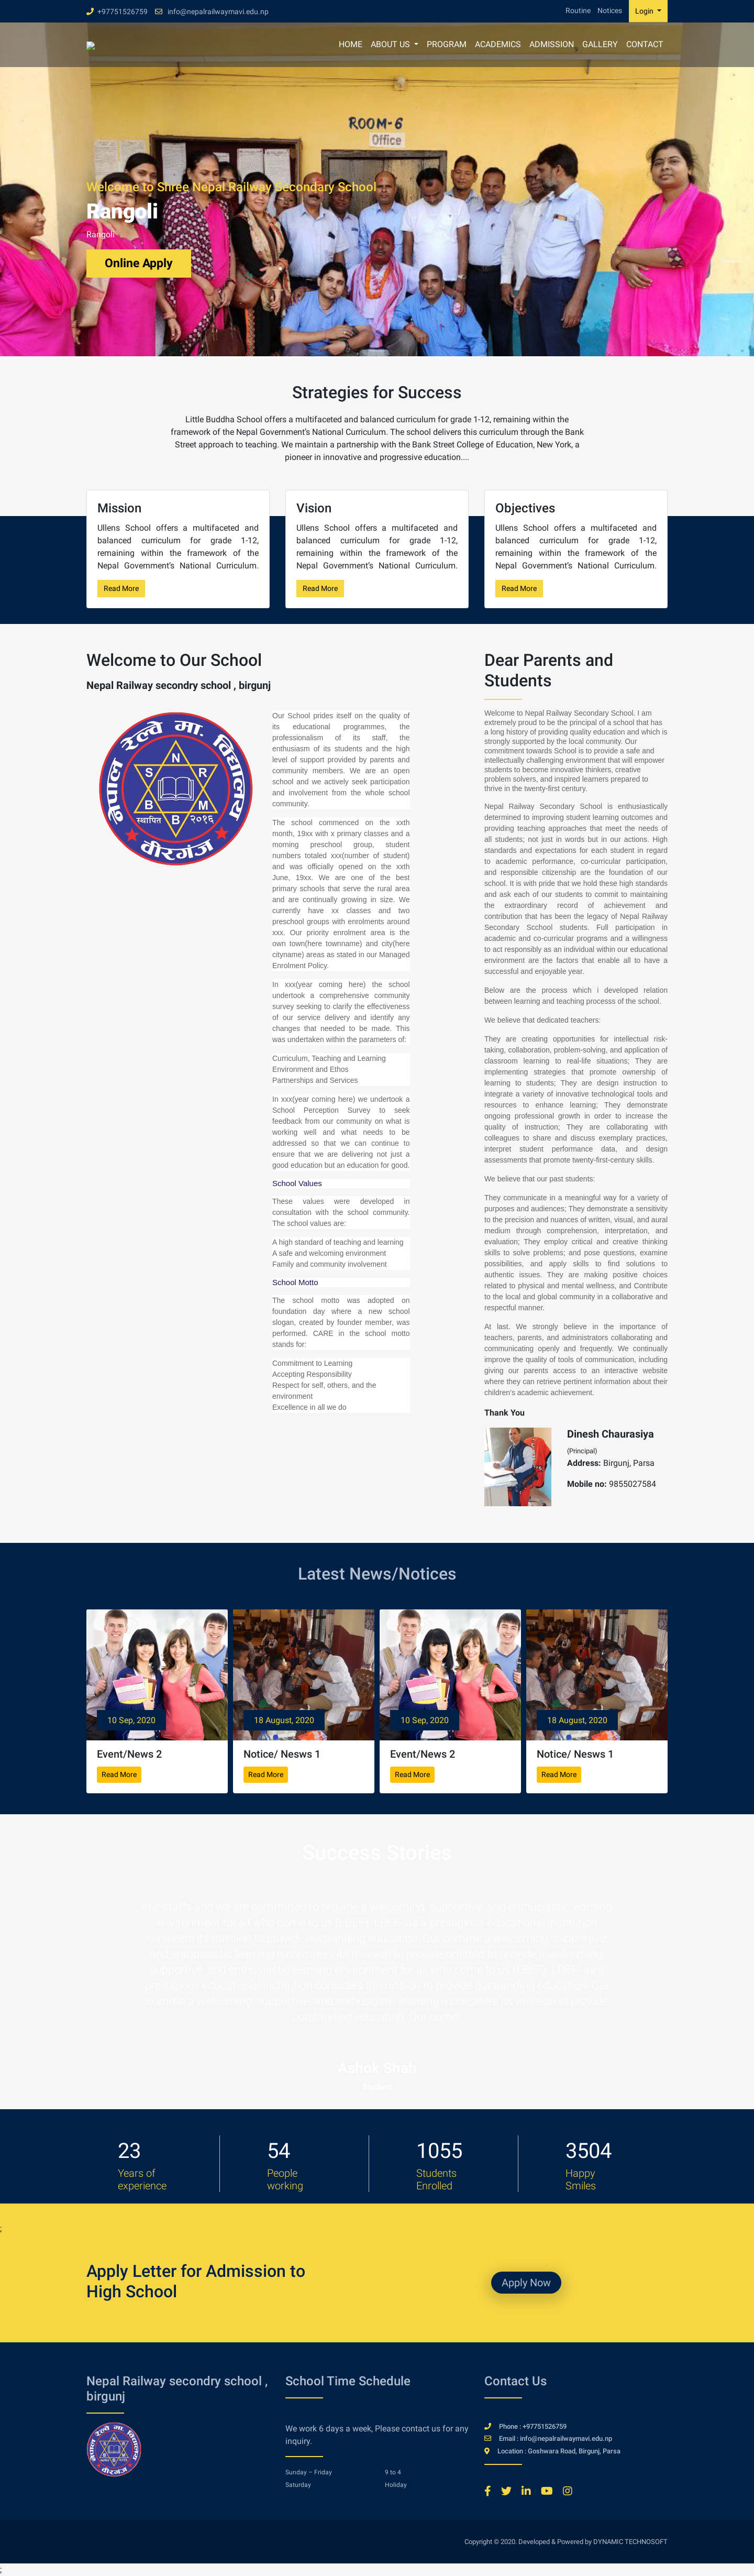 +97751526759 info@nepalrailwaymavi.edu.np
Routine Notices Login
HOME ABOUT US PROGRAM ACADEMICS ADMISSION GALLERY CONTACT
ROOM-6
Office
Welcome to Shree Nepal Railway Secondary School
Rangoli
Rangoli
Online Apply
Strategies for Success
Little Buddha School offers a multifaceted and balanced curriculum for grade 1-12, remaining within the
framework of the Nepal Government's National Curriculum. The school delivers this curriculum through the Bank
Street approach to teaching. We maintain a partnership with the Bank Street College of Education, New York, a
pioneer in innovative and progressive education....
Mission
Ullens School offers a multifaceted and
balanced curriculum for grade 1-12,
remaining within the framework of the
Nepal Government's National Curriculum.
Read More
Vision
Ullens School offers a multifaceted and
balanced curriculum for grade 1-12,
remaining within the framework of the
Nepal Government's National Curriculum.
Read More
Objectives
Ullens School offers a multifaceted and
balanced curriculum for grade 1-12,
remaining within the framework of the
Nepal Government's National Curriculum.
Read More
Welcome to Our School
Nepal Railway secondry school , birgunj
नेपाल रेल्वे मा. विद्यालय
S
N R
B M
B
स्थापित २०१६
वीरगंज
Our School prides itself on the quality of
its educational programmes, the
professionalism of its staff, the
enthusiasm of its students and the high
level of support provided by parents and
community members. We are an open
school and we actively seek participation
and involvement from the whole school
community.
The school commenced on the xxth
month, 19xx with x primary classes and a
morning preschool group, student
numbers totaled xxx(number of student)
and was officially opened on the xxth
June, 19xx. We are one of the best
primary schools that serve the rural area
and are continually growing in size. We
currently have xx classes and two
preschool groups with enrolments around
xxx. Our priority enrolment area is the
own town(here townname) and city(here
cityname) areas as stated in our Managed
Enrolment Policy.
In xxx(year coming here) the school
undertook a comprehensive community
survey seeking to clarify the effectiveness
of our service delivery and identify any
changes that needed to be made. This
was undertaken within the parameters of:
Curriculum, Teaching and Learning
Environment and Ethos
Partnerships and Services
In xxx(year coming here) we undertook a
School Perception Survey to seek
feedback from our community on what is
working well and what needs to be
addressed so that we can continue to
ensure that we are delivering not just a
good education but an education for good.
School Values
These values were developed in
consultation with the school community.
The school values are:
A high standard of teaching and learning
A safe and welcoming environment
Family and community involvement
School Motto
The school motto was adopted on
foundation day where a new school
slogan, created by founder member, was
performed. CARE in the school motto
stands for:
Commitment to Learning
Accepting Responsibility
Respect for self, others, and the
environment
Excellence in all we do
Dear Parents and
Students
Welcome to Nepal Railway Secondary School. I am
extremely proud to be the principal of a school that has
a long history of providing quality education and which is
strongly supported by the local community. Our
commitment towards School is to provide a safe and
intellectually challenging environment that will empower
students to become innovative thinkers, creative
problem solvers, and inspired learners prepared to
thrive in the twenty-first century.
Nepal Railway Secondary School is enthusiastically
determined to improving student learning outcomes and
providing teaching approaches that meet the needs of
all students; not just in words but in our actions. High
standards and expectations for each student in regard
to academic performance, co-curricular participation,
and responsible citizenship are the foundation of our
school. It is with pride that we hold these high standards
and ask each of our students to commit to maintaining
the extraordinary record of achievement and
contribution that has been the legacy of Nepal Railway
Secondary Scchool students. Full participation in
academic and co-curricular programs and a willingness
to act responsibly as an individual within our educational
environment are the factors that enable all to have a
successful and enjoyable year.
Below are the process which i developed relation
between learning and teaching processs of the school.
We believe that dedicated teachers:
They are creating opportunities for intellectual risk-
taking, collaboration, problem-solving, and application of
classroom learning to real-life situations; They are
implementing strategies that promote ownership of
learning to students; They are design instruction to
integrate a variety of innovative technological tools and
resources to enhance learning; They demonstrate
ongoing professional growth in order to increase the
quality of instruction; They are collaborating with
colleagues to share and discuss exemplary practices,
interpret student performance data, and design
assessments that promote twenty-first-century skills.
We believe that our past students:
They communicate in a meaningful way for a variety of
purposes and audiences; They demonstrate a sensitivity
to the precision and nuances of written, visual, and aural
medium through comprehension, interpretation, and
evaluation; They employ critical and creative thinking
skills to solve problems; and pose questions, examine
possibilities, and apply skills to find solutions to
authentic issues. They are making positive choices
related to physical and mental wellness, and Contribute
to the local and global community in a collaborative and
respectful manner.
At last. We strongly believe in the importance of
teachers, parents, and administrators collaborating and
communicating openly and frequently. We continually
improve the quality of tools of communication, including
giving our parents access to an interactive website
where they can retrieve pertinent information about their
children's academic achievement.
Thank You
Dinesh Chaurasiya
(Principal)
Address: Birgunj, Parsa
Mobile no: 9855027584
Latest News/Notices
10 Sep, 2020
Event/News 2
Read More
18 August, 2020
Notice/ Nesws 1
Read More
10 Sep, 2020
Event/News 2
Read More
18 August, 2020
Notice/ Nesws 1
Read More
Success Stories
Ashok Shah
23
Years of
experience
54
People
working
1055
Students
Enrolled
3504
Happy
Smiles
;
Apply Letter for Admission to
High School
Apply Now
Nepal Railway secondry school ,
birgunj
School Time Schedule
We work 6 days a week, Please contact us for any
inquiry.
Sunday – Friday 9 to 4
Saturday Holiday
Contact Us
Phone : +97751526759
Email : info@nepalrailwaymavi.edu.np
Location : Goshwara Road, Birgunj, Parsa
Copyright © 2020. Developed & Powered by DYNAMIC TECHNOSOFT
;